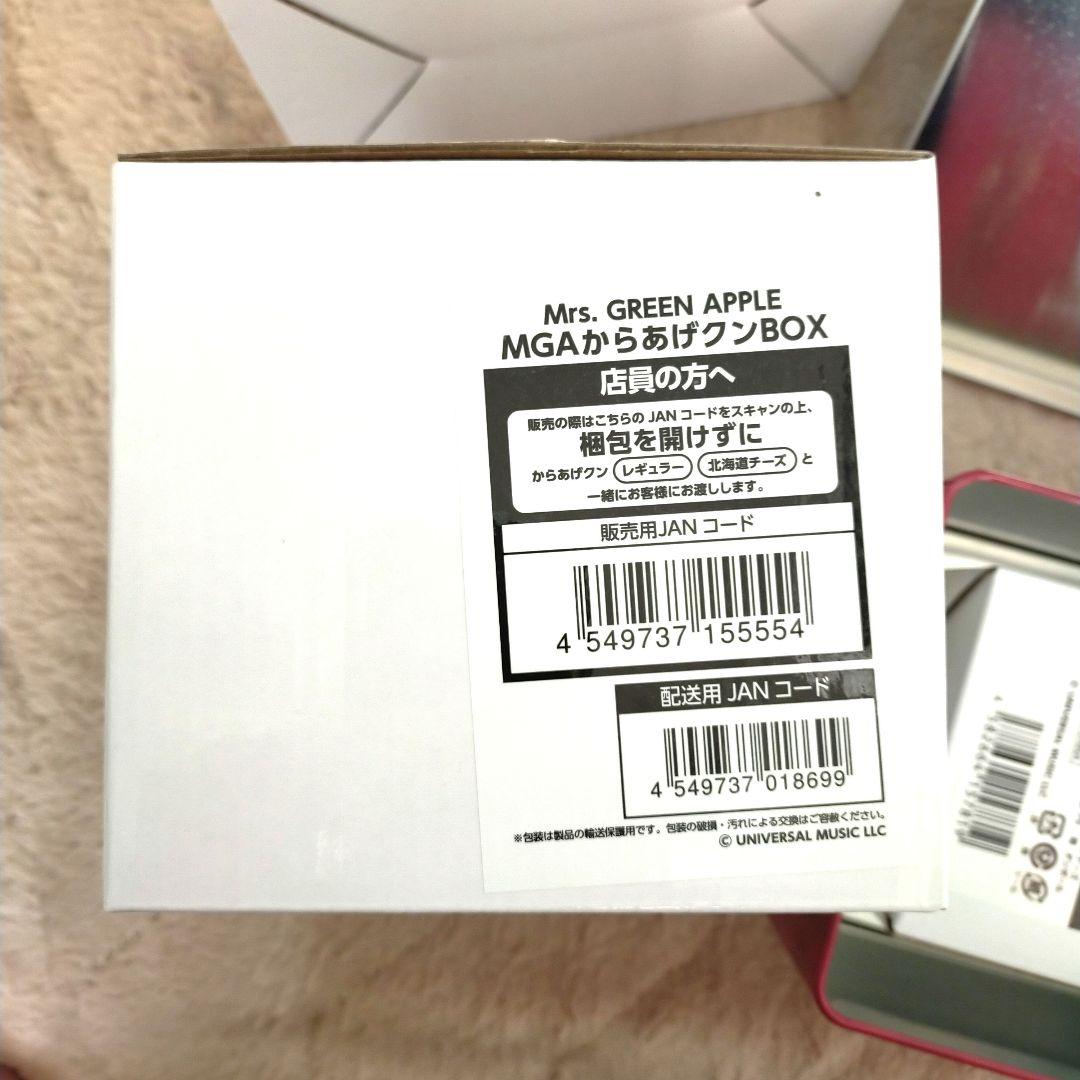 Mrs. GREEN APPLE
MGAからあげクンBOX
店員の方へ
販売の際はこちらの JAN コードをスキャンの上、
梱包を開けずに
からあげクン レギュラー 北海道チーズ と
一緒にお客様にお渡しします。
販売用JANコード
4 549737 155554
配送用 JAN コード
4 549737 018699
※包装は製品の輸送保護用です。包装の破損・汚れによる交換はご容赦ください。
© UNIVERSAL MUSIC LLC